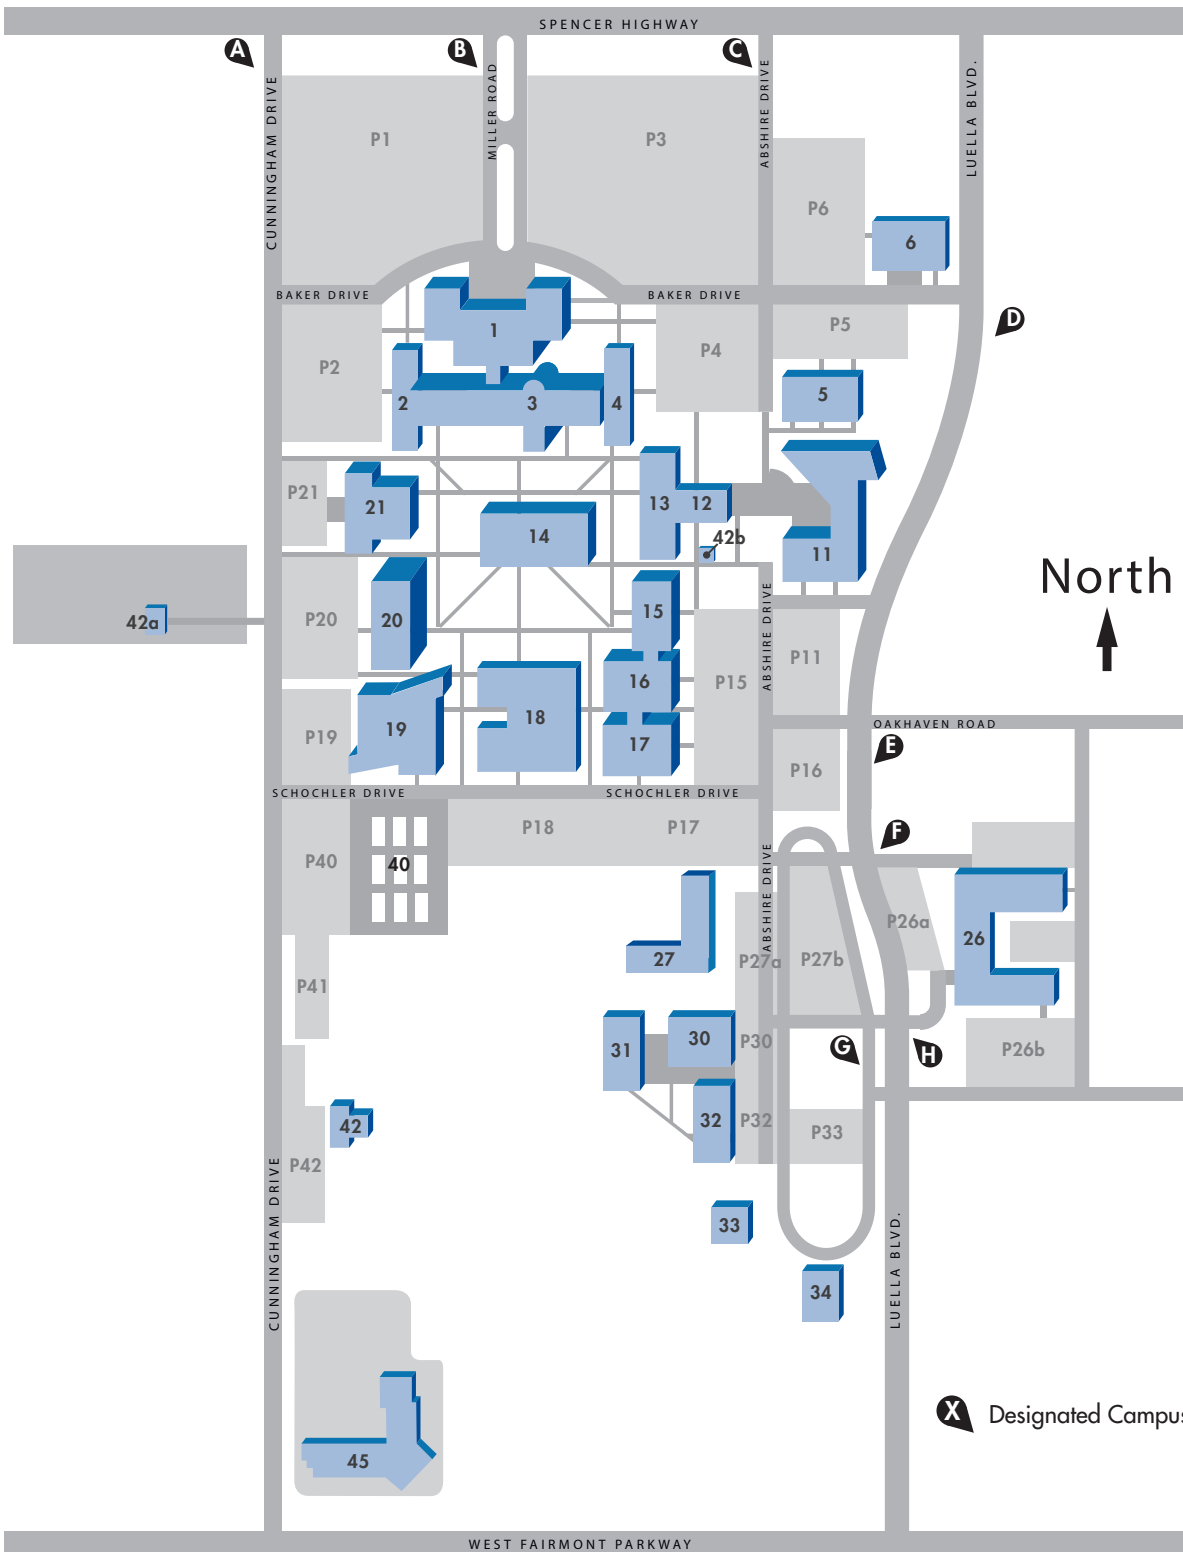 SPENCER HIGHWAY
A
B
C
CUNNINGHAM DRIVE
MILLER ROAD
ABSHIRE DRIVE
LUELLA BLVD.
P1
P3
P6
6
BAKER DRIVE
BAKER DRIVE
D
P5
1
P4
P2
2
3
4
5
P21
21
13
12
14
42b
11
North
42a
P20
20
15
ABSHIRE DRIVE
P11
16
P15
19
18
P19
17
OAKHAVEN ROAD
E
P16
SCHOCHLER DRIVE
SCHOCHLER DRIVE
P18
P17
F
P40
40
ABSHIRE DRIVE
P26a
26
27
P27a
P27b
P41
31
30
P30
G
H
P26b
42
32
P32
P33
P42
CUNNINGHAM DRIVE
33
LUELLA BLVD.
34
X
Designated Campus
45
WEST FAIRMONT PARKWAY